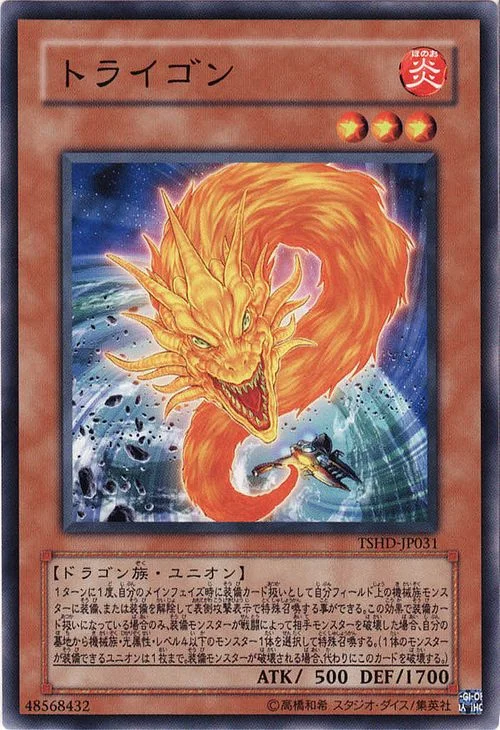 トライゴン
炎
TSHD-JP031
【ドラゴン族・ユニオン】
1ターンに1度、自分のメインフェイズ時に装備カード扱いとして自分フィールド上の機械族モンス
ターに装備、または装備を解除して表側攻撃表示で特殊召喚する事ができる。この効果で装備カー
ド扱いになっている場合のみ、装備モンスターが戦闘によって相手モンスターを破壊した場合、自分の
墓地から機械族・光属性・レベル4以下のモンスター1体を選択して特殊召喚する。(1体のモンス
ターが装備できるユニオンは1枚まで。装備モンスターが破壊される場合、代わりにこのカードを破壊する。)
ATK/ 500 DEF/1700
48568432
©高橋和希 スタジオ・ダイス/集英社